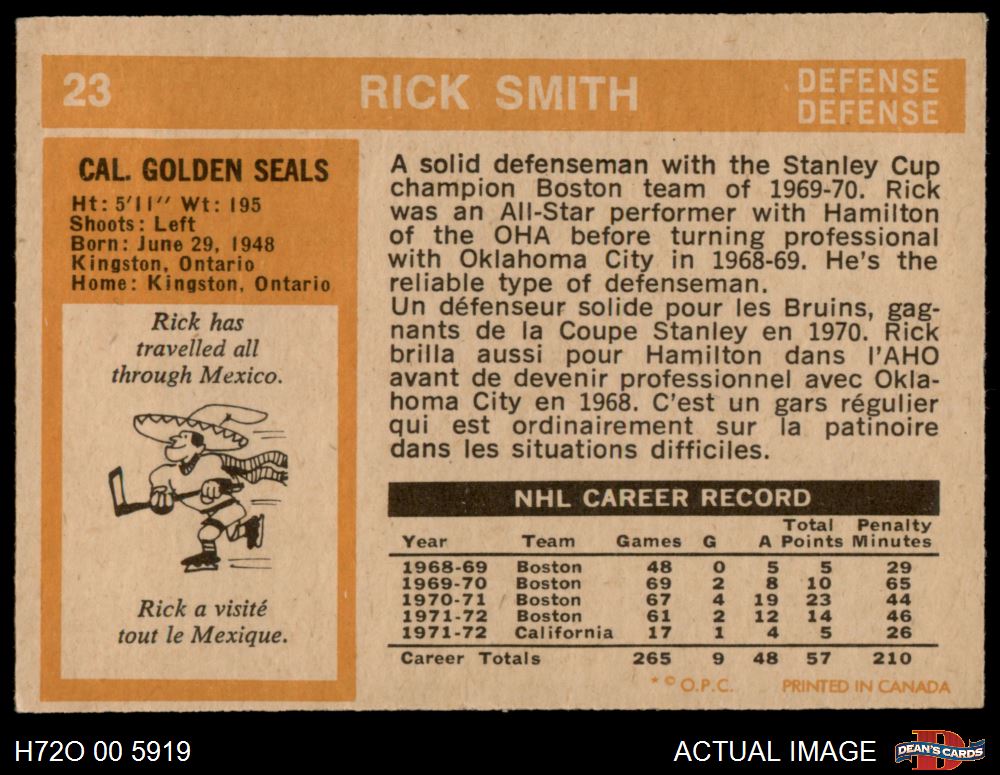 23 RICK SMITH DEFENSE
DEFENSE
CAL. GOLDEN SEALS
Ht: 5'11'' Wt: 195
Shoots: Left
Born: June 29, 1948
Kingston, Ontario
Home: Kingston, Ontario
Rick has
travelled all
through Mexico.
Rick a visité
tout le Mexique.
A solid defenseman with the Stanley Cup
champion Boston team of 1969-70. Rick
was an All-Star performer with Hamilton
of the OHA before turning professional
with Oklahoma City in 1968-69. He's the
reliable type of defenseman.
Un défenseur solide pour les Bruins, gag-
nants de la Coupe Stanley en 1970. Rick
brilla aussi pour Hamilton dans l'AHO
avant de devenir professionnel avec Okla-
homa City en 1968. C'est un gars régulier
qui est ordinairement sur la patinoire
dans les situations difficiles.
NHL CAREER RECORD
Total Penalty
Year Team Games G A Points Minutes
1968-69 Boston 48 0 5 5 29
1969-70 Boston 69 2 8 10 65
1970-71 Boston 67 4 19 23 44
1971-72 Boston 61 2 12 14 46
1971-72 California 17 1 4 5 26
Career Totals 265 9 48 57 210
* © O.P.C. PRINTED IN CANADA
H72O 00 5919 ACTUAL IMAGE DEAN'S CARDS